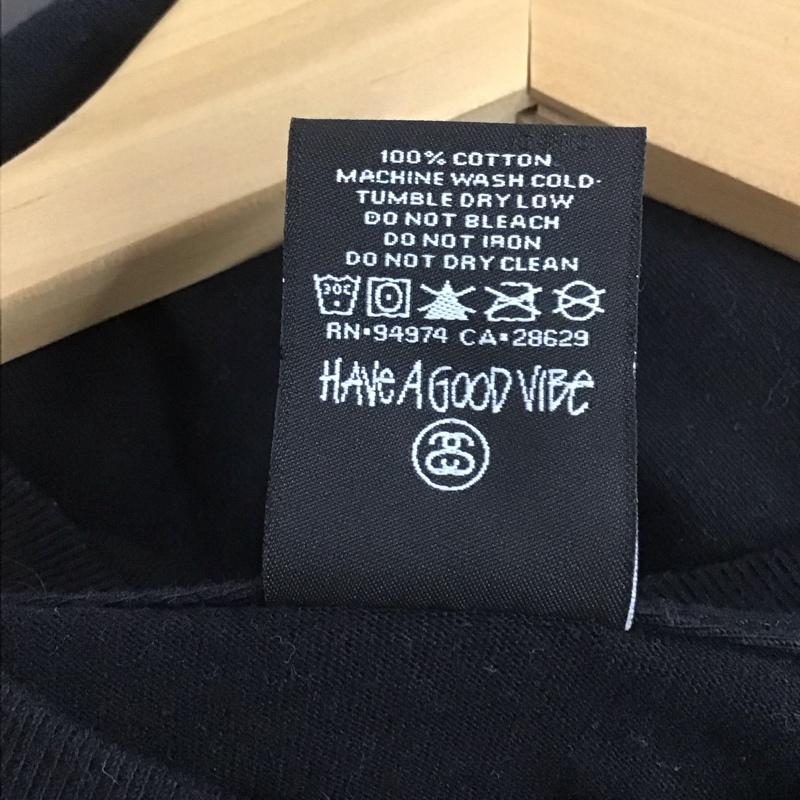 100% COTTON
MACHINE WASH COLD-
TUMBLE DRY LOW
DO NOT BLEACH
DO NOT IRON
DO NOT DRY CLEAN
30C
RN•94974 CA•28629
HAVE A GOOD VIBE